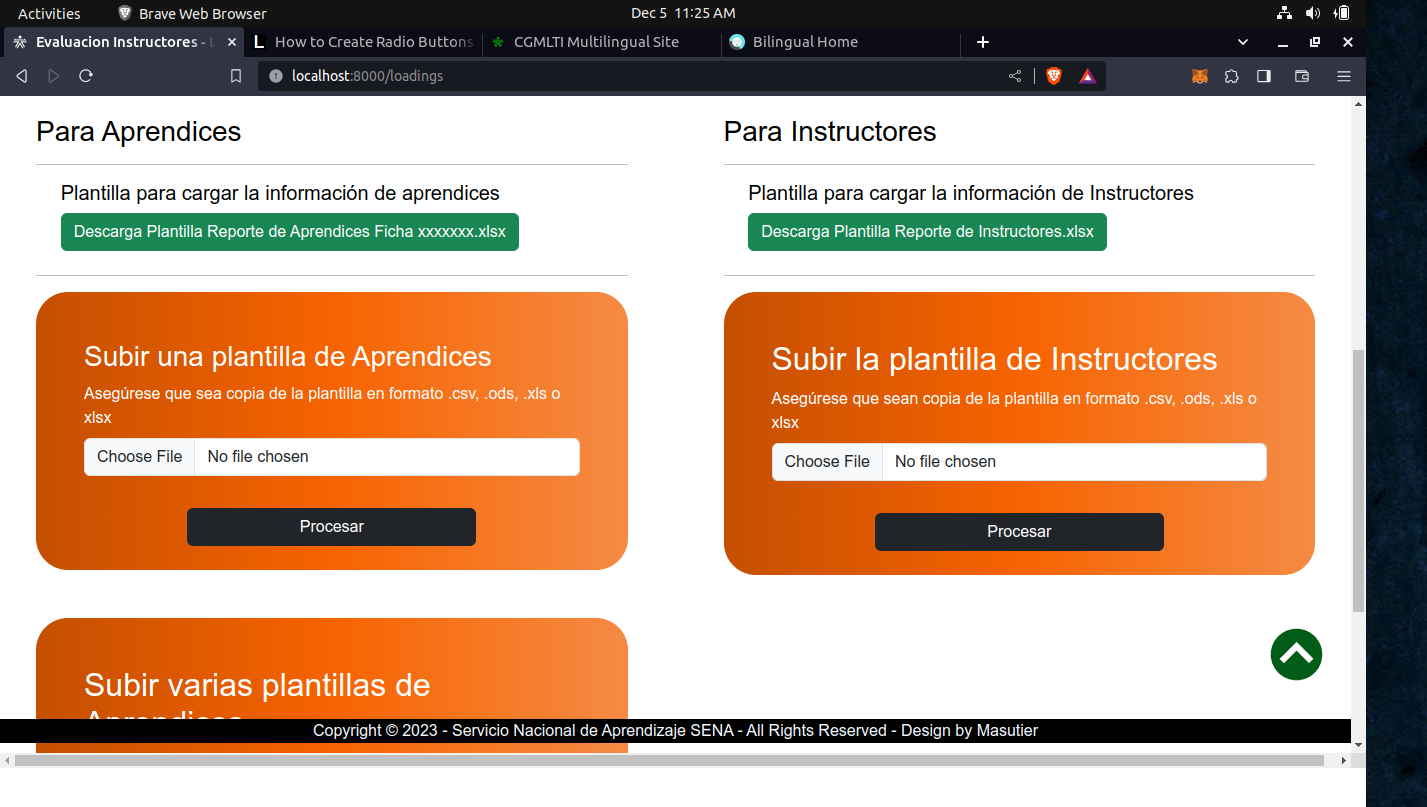 Activities
Brave Web Browser
Dec 5 11:25 AM
Evaluacion Instructores - L
How to Create Radio Buttons
CGMLTI Multilingual Site
Bilingual Home
localhost:8000/loadings
Para Aprendices
Plantilla para cargar la información de aprendices
Descarga Plantilla Reporte de Aprendices Ficha xxxxxxx.xlsx
Subir una plantilla de Aprendices
Asegúrese que sea copia de la plantilla en formato .csv, .ods, .xls o
xlsx
Choose File No file chosen
Procesar
Subir varias plantillas de
Aprendices
Para Instructores
Plantilla para cargar la información de Instructores
Descarga Plantilla Reporte de Instructores.xlsx
Subir la plantilla de Instructores
Asegúrese que sean copia de la plantilla en formato .csv, .ods, .xls o
xlsx
Choose File No file chosen
Procesar
Copyright © 2023 - Servicio Nacional de Aprendizaje SENA - All Rights Reserved - Design by Masutier